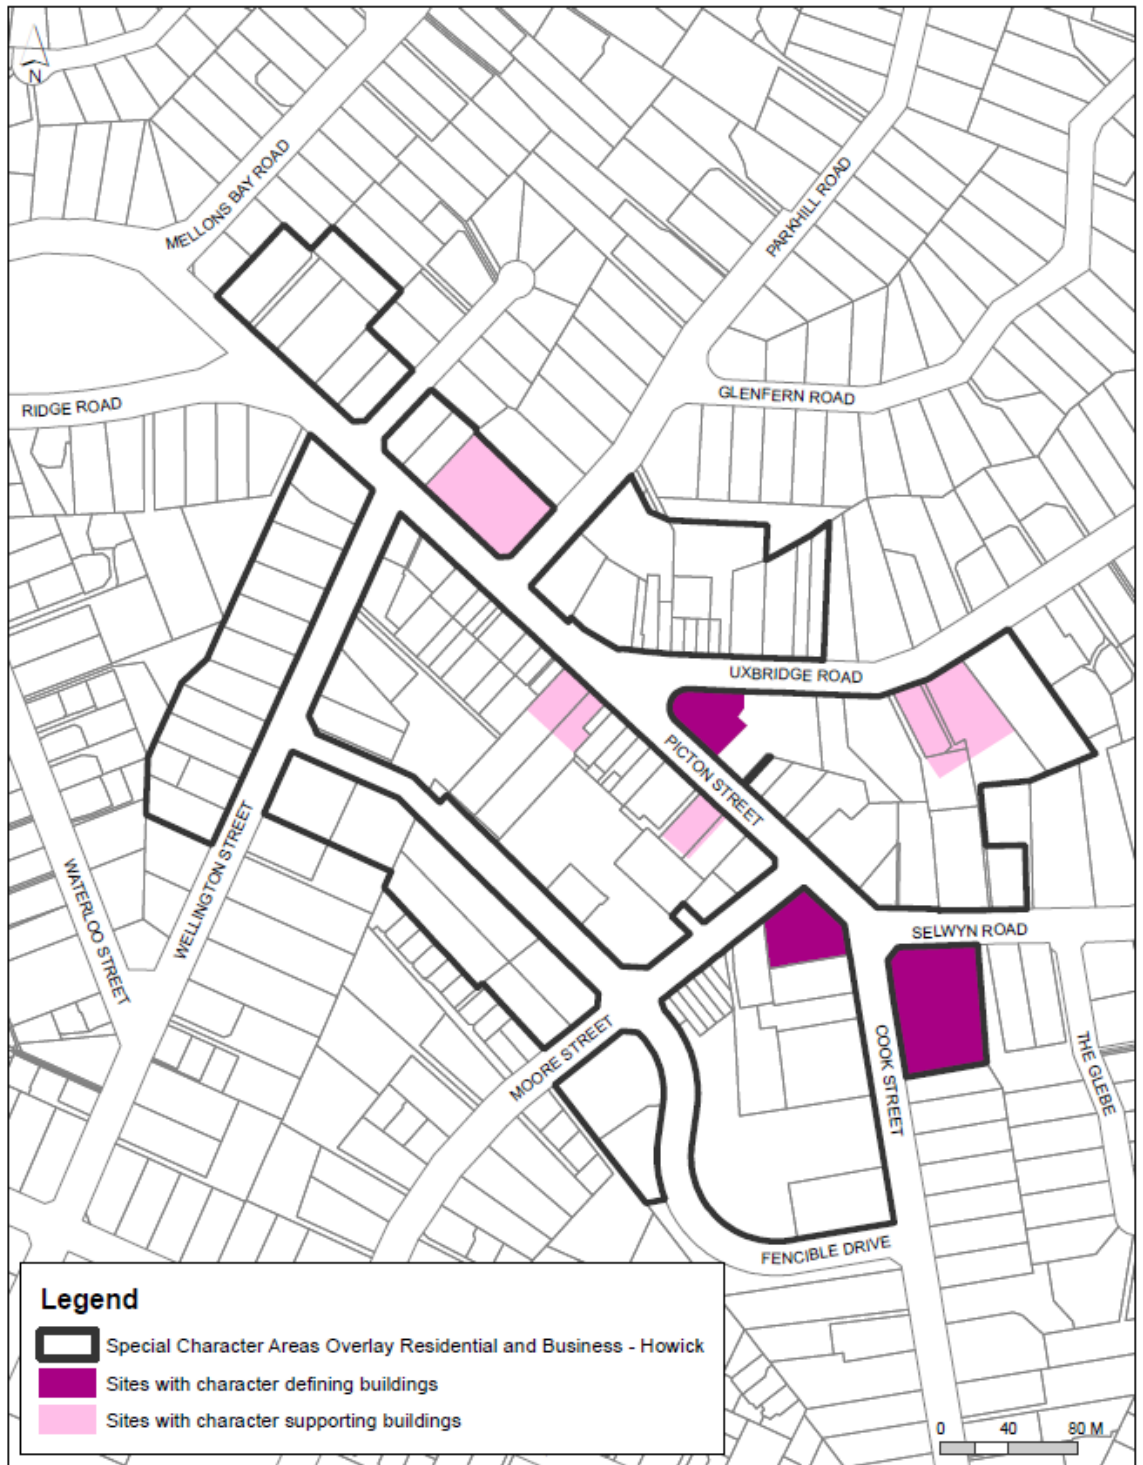 N
MELLONS BAY ROAD
PARKHILL ROAD
RIDGE ROAD
GLENFERN ROAD
UXBRIDGE ROAD
PICTON STREET
WELLINGTON STREET
WATERLOO STREET
SELWYN ROAD
MOORE STREET
COOK STREET
THE GLEBE
FENCIBLE DRIVE
Legend
Special Character Areas Overlay Residential and Business - Howick
Sites with character defining buildings
Sites with character supporting buildings
0 40 80 M